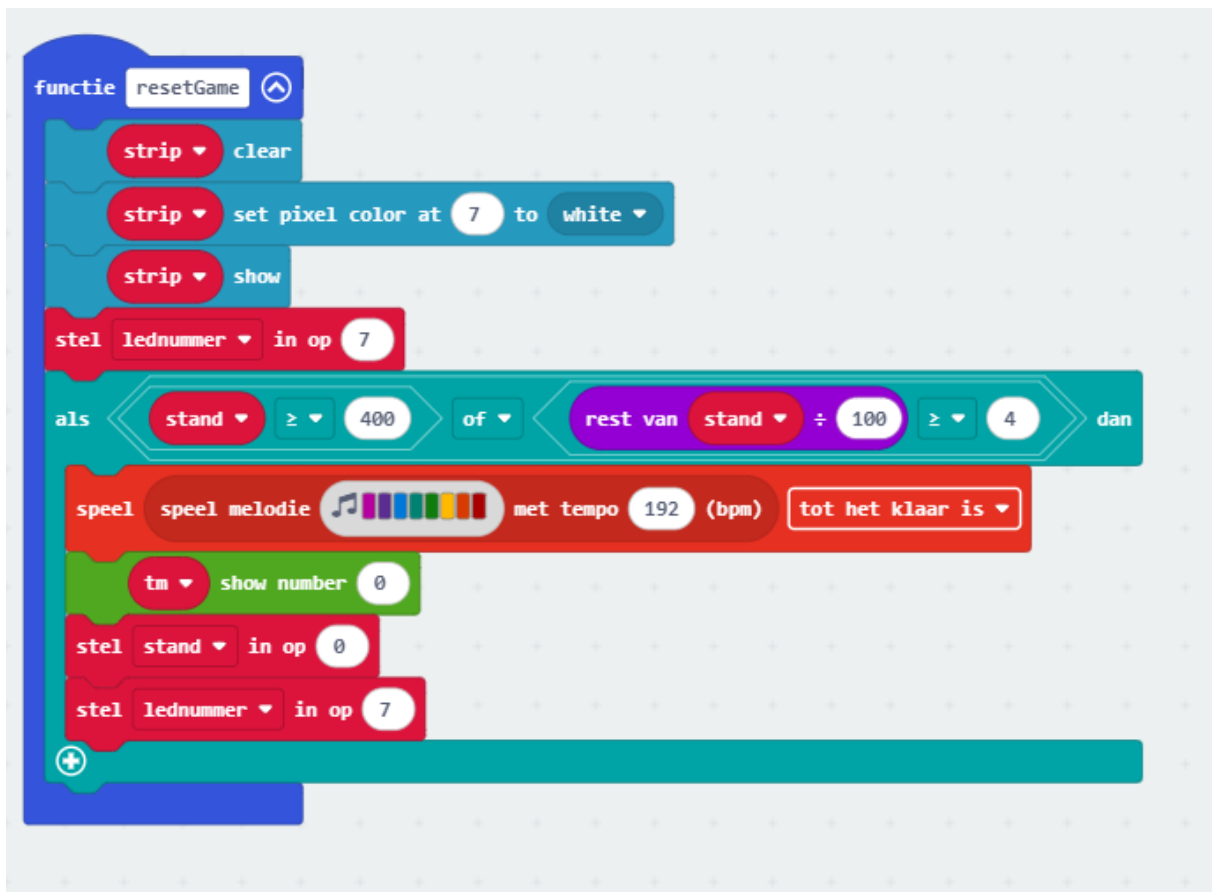 functie resetGame
strip clear
strip set pixel color at 7 to white
strip show
stel lednummer in op 7
als stand ≥ 400 of rest van stand ÷ 100 ≥ 4 dan
speel speel melodie met tempo 192 (bpm) tot het klaar is
tm show number 0
stel stand in op 0
stel lednummer in op 7